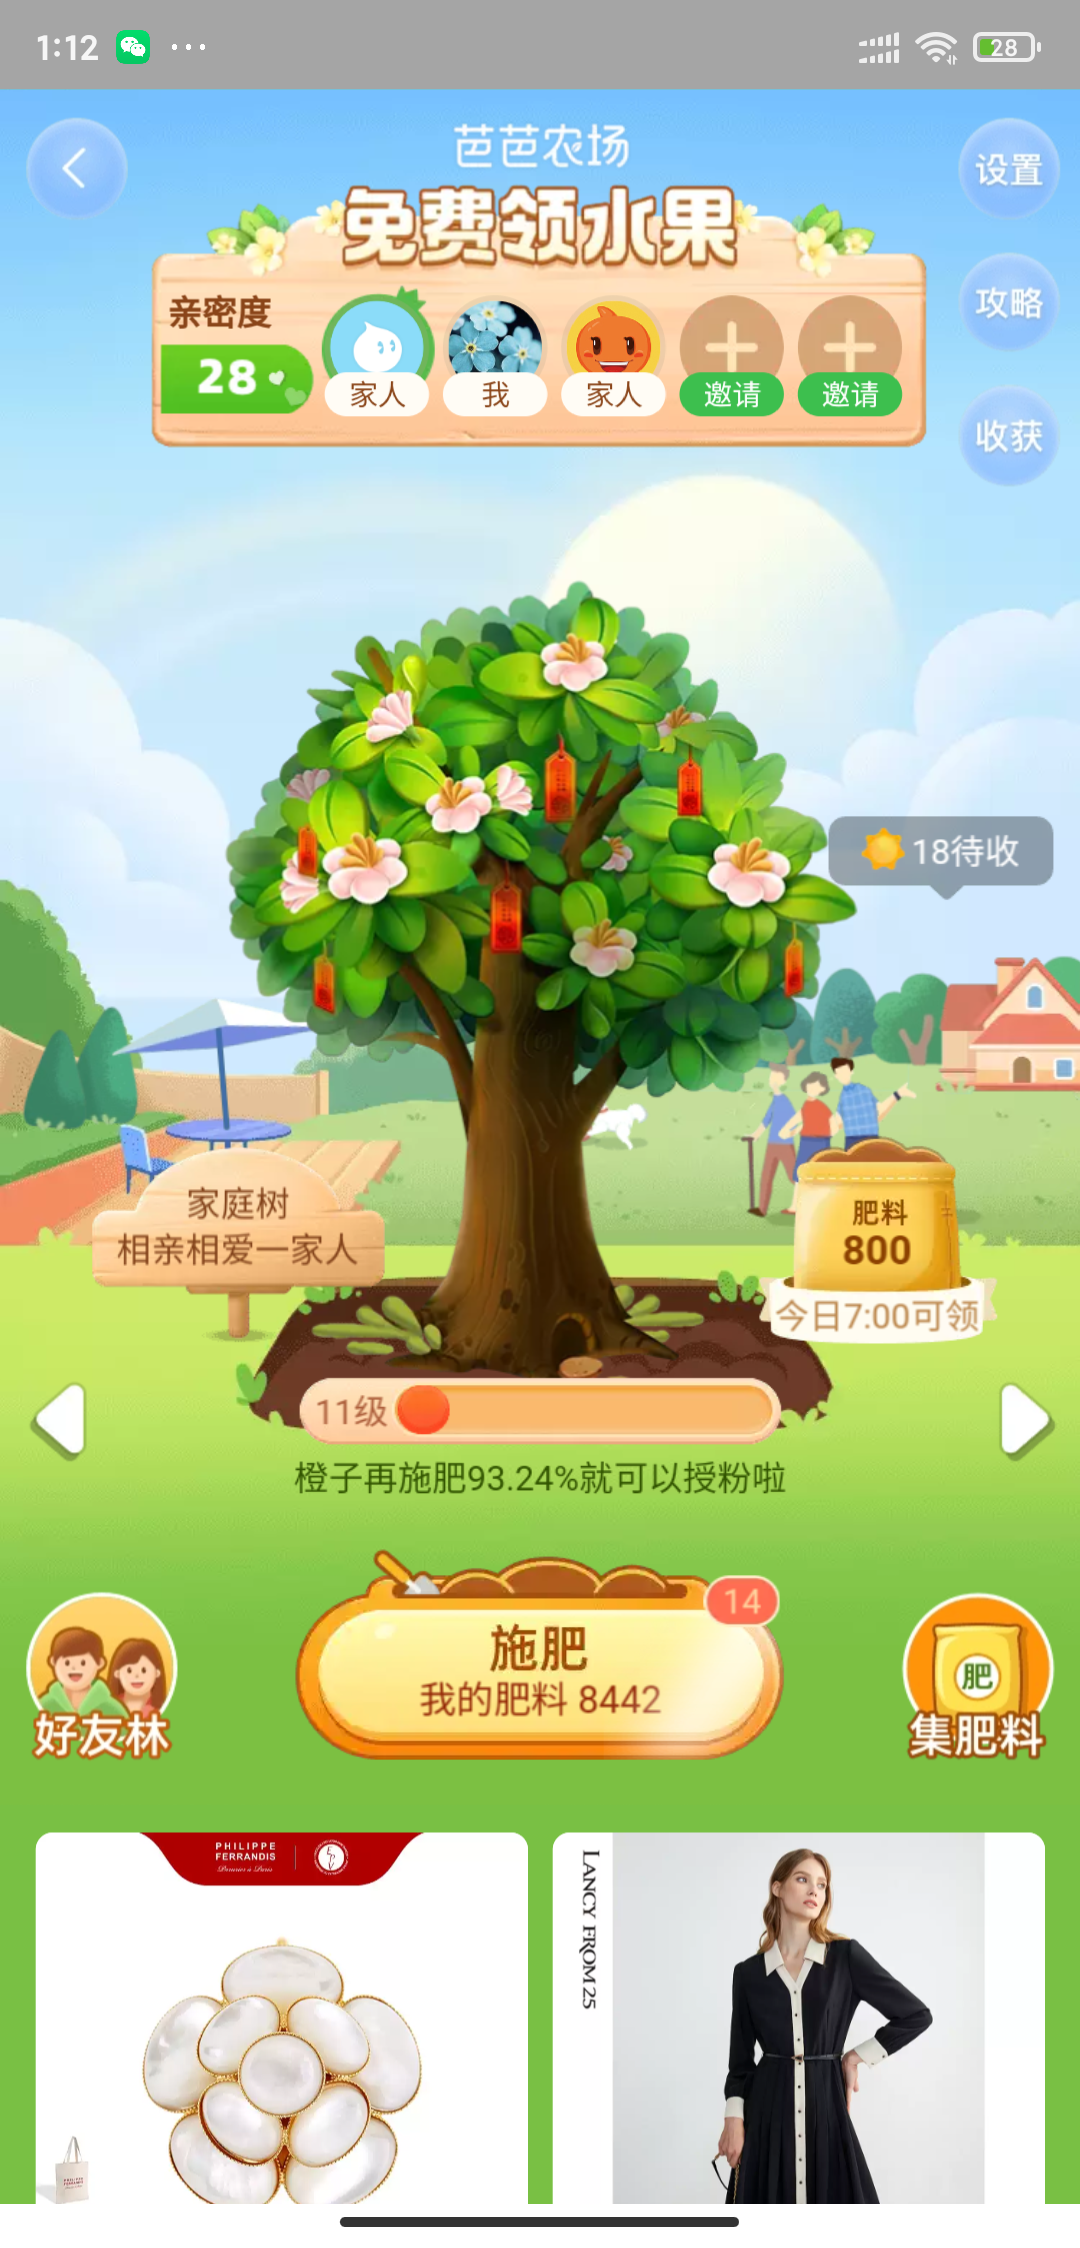 1:12
28
芭芭农场
免费领水果
设置
攻略
收获
亲密度
28
家人
我
家人
邀请
邀请
18待收
家庭树
相亲相爱一家人
肥料
800
今日7:00可领
11级
橙子再施肥93.24%就可以授粉啦
14
施肥
我的肥料 8442
好友林
肥
集肥料
PHILIPPE
FERRANDIS
Parurier à Paris
LANCY FROM 25